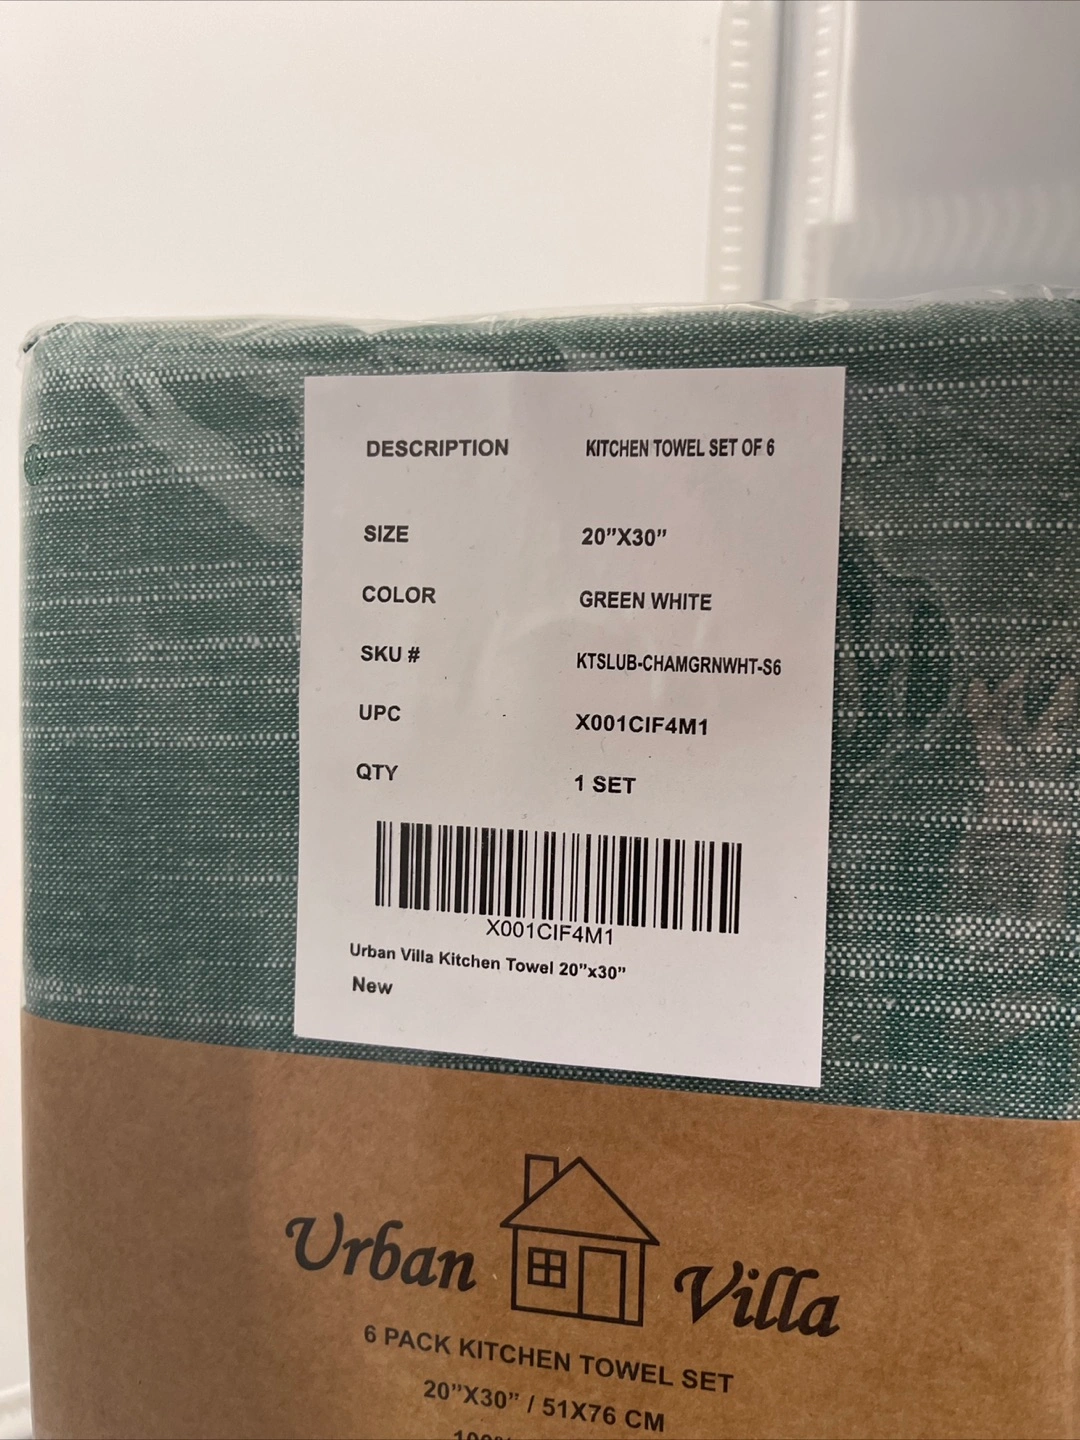 DESCRIPTION KITCHEN TOWEL SET OF 6
SIZE 20”X30”
COLOR GREEN WHITE
SKU # KTSLUB-CHAMGRNWHT-S6
UPC X001CIF4M1
QTY 1 SET
X001CIF4M1
Urban Villa Kitchen Towel 20”x30”
New
Urban Villa
6 PACK KITCHEN TOWEL SET
20”X30” / 51X76 CM